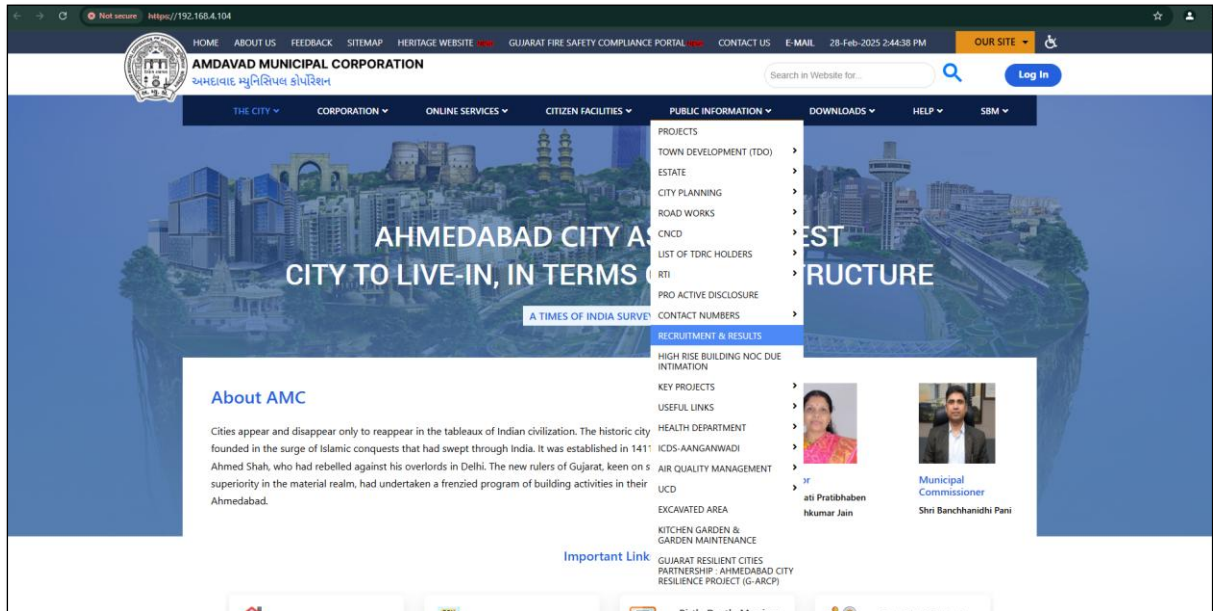 Not secure https://192.168.4.104
HOME ABOUT US FEEDBACK SITEMAP HERITAGE WEBSITE GUJARAT FIRE SAFETY COMPLIANCE PORTAL CONTACT US E-MAIL 28-Feb-2025 2:44:38 PM OUR SITE
AMDAVAD MUNICIPAL CORPORATION
અમદાવાદ મ્યુનિસિપલ કોર્પોરેશન
Search in Website for...
Log In
THE CITY CORPORATION ONLINE SERVICES CITIZEN FACILITIES PUBLIC INFORMATION DOWNLOADS HELP SBM
PROJECTS
TOWN DEVELOPMENT (TDO)
ESTATE
CITY PLANNING
ROAD WORKS
CNCD
LIST OF TDRC HOLDERS
RTI
PRO ACTIVE DISCLOSURE
CONTACT NUMBERS
RECRUITMENT & RESULTS
HIGH RISE BUILDING NOC DUE
INTIMATION
KEY PROJECTS
USEFUL LINKS
HEALTH DEPARTMENT
ICDS-AANGANWADI
AIR QUALITY MANAGEMENT
UCD
EXCAVATED AREA
KITCHEN GARDEN &
GARDEN MAINTENANCE
GUJARAT RESILIENT CITIES
PARTNERSHIP : AHMEDABAD CITY
RESILIENCE PROJECT (G-ARCP)
AHMEDABAD CITY
CITY TO LIVE-IN, IN TERMS
A TIMES OF INDIA SURVEY
About AMC
Cities appear and disappear only to reappear in the tableaux of Indian civilization. The historic city
founded in the surge of Islamic conquests that had swept through India. It was established in 1411
Ahmed Shah, who had rebelled against his overlords in Delhi. The new rulers of Gujarat, keen on s
superiority in the material realm, had undertaken a frenzied program of building activities in their
Ahmedabad.
ati Pratibhaben
hkumar Jain
Municipal
Commissioner
Shri Banchhanidhi Pani
Important Link